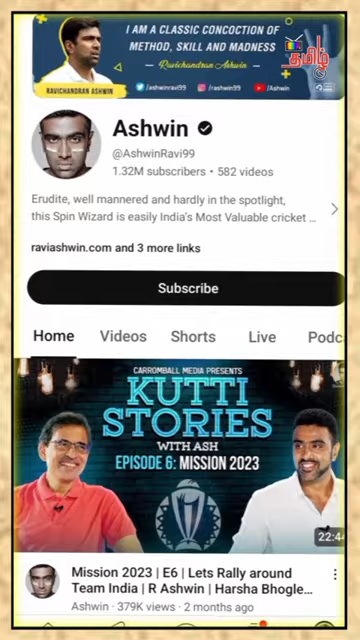 I AM A CLASSIC CONCOCTION OF
METHOD, SKILL AND MADNESS
— Ravichandran Ashwin —
RAVICHANDRAN ASHWIN
/ashwinravi99
/rashwin99
/Ashwin
தமிழ்
Ashwin
@AshwinRavi99
1.32M subscribers • 582 videos
Erudite, well mannered and hardly in the spotlight,
this Spin Wizard is easily India's Most Valuable cricket ...
raviashwin.com and 3 more links
Subscribe
Home Videos Shorts Live Podc
CARROMBALL MEDIA PRESENTS
KUTTI
STORIES
WITH ASH
EPISODE 6: MISSION 2023
22:4
Mission 2023 | E6 | Lets Rally around
Team India | R Ashwin | Harsha Bhogle...
Ashwin · 379K views · 2 months ago